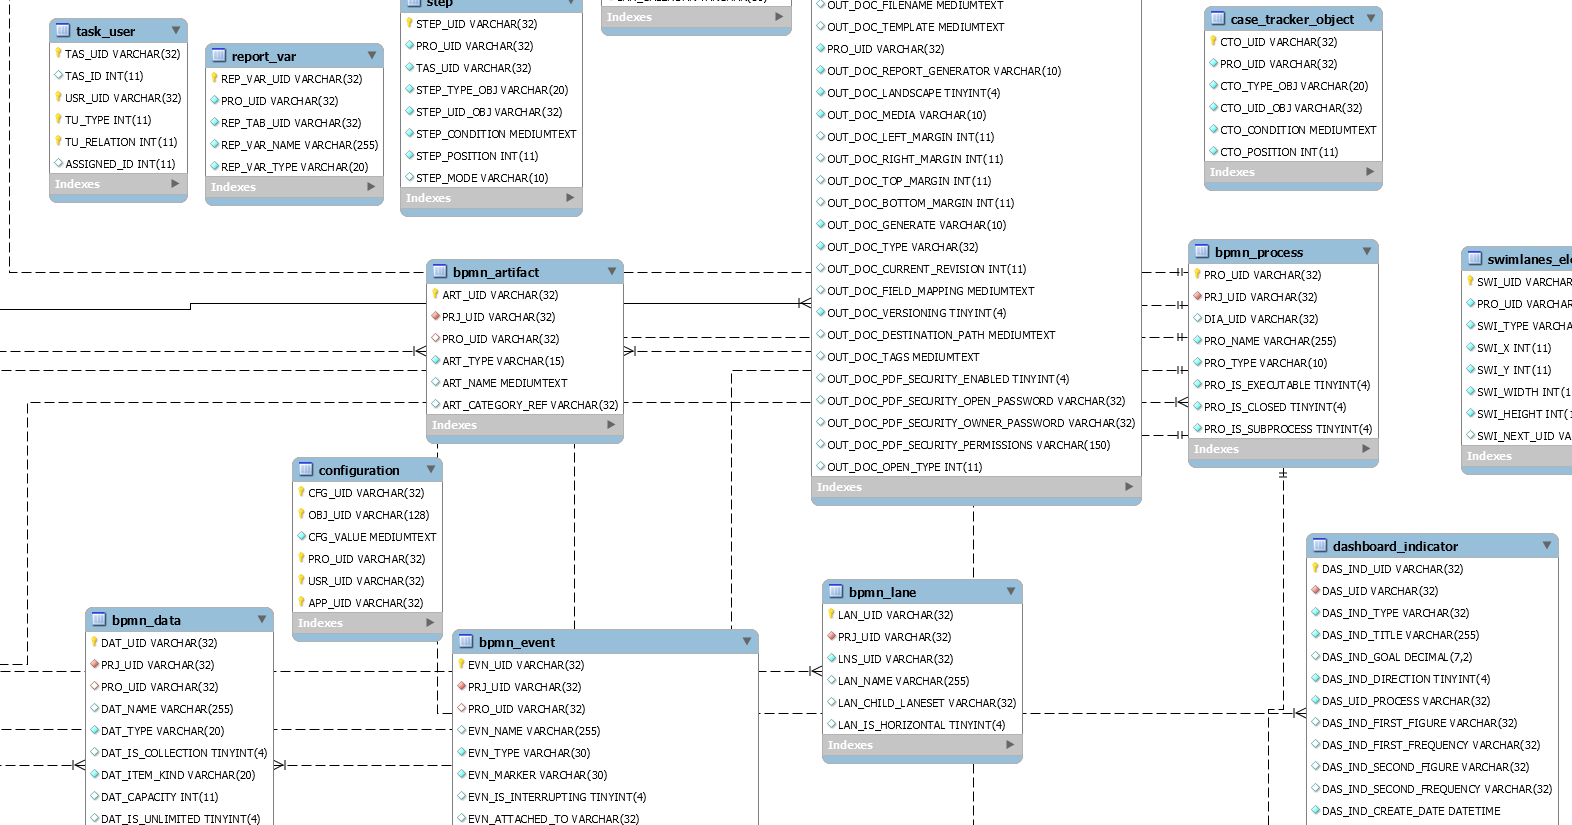 task_user
TAS_UID VARCHAR(32)
TAS_ID INT(11)
USR_UID VARCHAR(32)
TU_TYPE INT(11)
TU_RELATION INT(11)
ASSIGNED_ID INT(11)
Indexes
report_var
REP_VAR_UID VARCHAR(32)
PRO_UID VARCHAR(32)
REP_TAB_UID VARCHAR(32)
REP_VAR_NAME VARCHAR(255)
REP_VAR_TYPE VARCHAR(20)
Indexes
step
STEP_UID VARCHAR(32)
PRO_UID VARCHAR(32)
TAS_UID VARCHAR(32)
STEP_TYPE_OBJ VARCHAR(20)
STEP_UID_OBJ VARCHAR(32)
STEP_CONDITION MEDIUMTEXT
STEP_POSITION INT(11)
STEP_MODE VARCHAR(10)
Indexes
Indexes
OUT_DOC_FILENAME MEDIUMTEXT
OUT_DOC_TEMPLATE MEDIUMTEXT
PRO_UID VARCHAR(32)
OUT_DOC_REPORT_GENERATOR VARCHAR(10)
OUT_DOC_LANDSCAPE TINYINT(4)
OUT_DOC_MEDIA VARCHAR(10)
OUT_DOC_LEFT_MARGIN INT(11)
OUT_DOC_RIGHT_MARGIN INT(11)
OUT_DOC_TOP_MARGIN INT(11)
OUT_DOC_BOTTOM_MARGIN INT(11)
OUT_DOC_GENERATE VARCHAR(10)
OUT_DOC_TYPE VARCHAR(32)
OUT_DOC_CURRENT_REVISION INT(11)
OUT_DOC_FIELD_MAPPING MEDIUMTEXT
OUT_DOC_VERSIONING TINYINT(4)
OUT_DOC_DESTINATION_PATH MEDIUMTEXT
OUT_DOC_TAGS MEDIUMTEXT
OUT_DOC_PDF_SECURITY_ENABLED TINYINT(4)
OUT_DOC_PDF_SECURITY_OPEN_PASSWORD VARCHAR(32)
OUT_DOC_PDF_SECURITY_OWNER_PASSWORD VARCHAR(32)
OUT_DOC_PDF_SECURITY_PERMISSIONS VARCHAR(150)
OUT_DOC_OPEN_TYPE INT(11)
Indexes
case_tracker_object
CTO_UID VARCHAR(32)
PRO_UID VARCHAR(32)
CTO_TYPE_OBJ VARCHAR(20)
CTO_UID_OBJ VARCHAR(32)
CTO_CONDITION MEDIUMTEXT
CTO_POSITION INT(11)
Indexes
bpmn_artifact
ART_UID VARCHAR(32)
PRJ_UID VARCHAR(32)
PRO_UID VARCHAR(32)
ART_TYPE VARCHAR(15)
ART_NAME MEDIUMTEXT
ART_CATEGORY_REF VARCHAR(32)
Indexes
bpmn_process
PRO_UID VARCHAR(32)
PRJ_UID VARCHAR(32)
DIA_UID VARCHAR(32)
PRO_NAME VARCHAR(255)
PRO_TYPE VARCHAR(10)
PRO_IS_EXECUTABLE TINYINT(4)
PRO_IS_CLOSED TINYINT(4)
PRO_IS_SUBPROCESS TINYINT(4)
Indexes
swimlanes_ele
SWI_UID VARCHAR
PRO_UID VARCHAR
SWI_TYPE VARCHA
SWI_X INT(11)
SWI_Y INT(11)
SWI_WIDTH INT(1
SWI_HEIGHT INT(
SWI_NEXT_UID VA
Indexes
configuration
CFG_UID VARCHAR(32)
OBJ_UID VARCHAR(128)
CFG_VALUE MEDIUMTEXT
PRO_UID VARCHAR(32)
USR_UID VARCHAR(32)
APP_UID VARCHAR(32)
Indexes
bpmn_data
DAT_UID VARCHAR(32)
PRJ_UID VARCHAR(32)
PRO_UID VARCHAR(32)
DAT_NAME VARCHAR(255)
DAT_TYPE VARCHAR(20)
DAT_IS_COLLECTION TINYINT(4)
DAT_ITEM_KIND VARCHAR(20)
DAT_CAPACITY INT(11)
DAT_IS_UNLIMITED TINYINT(4)
bpmn_event
EVN_UID VARCHAR(32)
PRJ_UID VARCHAR(32)
PRO_UID VARCHAR(32)
EVN_NAME VARCHAR(255)
EVN_TYPE VARCHAR(30)
EVN_MARKER VARCHAR(30)
EVN_IS_INTERRUPTING TINYINT(4)
EVN_ATTACHED_TO VARCHAR(32)
bpmn_lane
LAN_UID VARCHAR(32)
PRJ_UID VARCHAR(32)
LNS_UID VARCHAR(32)
LAN_NAME VARCHAR(255)
LAN_CHILD_LANESET VARCHAR(32)
LAN_IS_HORIZONTAL TINYINT(4)
Indexes
dashboard_indicator
DAS_IND_UID VARCHAR(32)
DAS_UID VARCHAR(32)
DAS_IND_TYPE VARCHAR(32)
DAS_IND_TITLE VARCHAR(255)
DAS_IND_GOAL DECIMAL(7,2)
DAS_IND_DIRECTION TINYINT(4)
DAS_UID_PROCESS VARCHAR(32)
DAS_IND_FIRST_FIGURE VARCHAR(32)
DAS_IND_FIRST_FREQUENCY VARCHAR(32)
DAS_IND_SECOND_FIGURE VARCHAR(32)
DAS_IND_SECOND_FREQUENCY VARCHAR(32)
DAS_IND_CREATE_DATE DATETIME